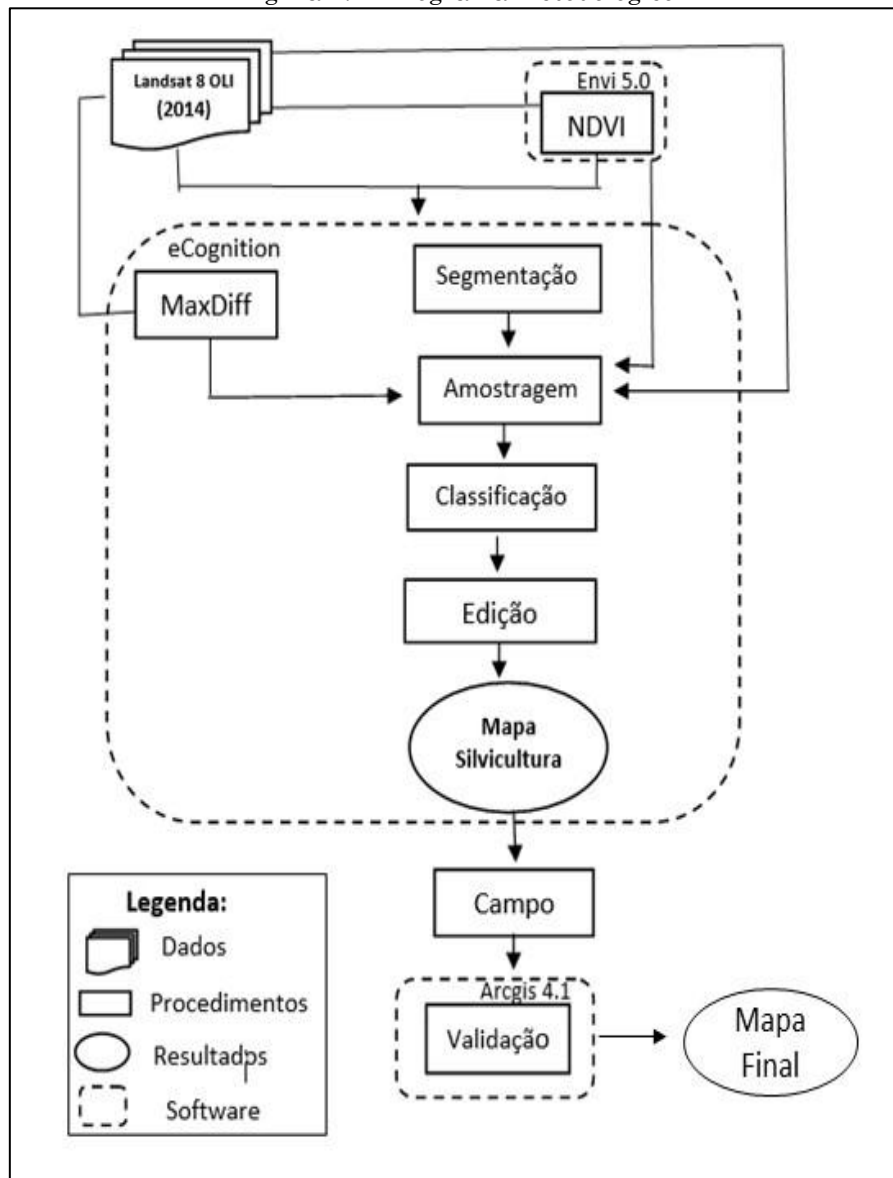 Landsat 8 OLI
(2014)
Envi 5.0
NDVI
eCognition
MaxDiff
Segmentação
Amostragem
Classificação
Edição
Mapa
Silvicultura
Campo
Arcgis 4.1
Validação
Mapa
Final
Legenda:
Dados
Procedimentos
Resultados
Software